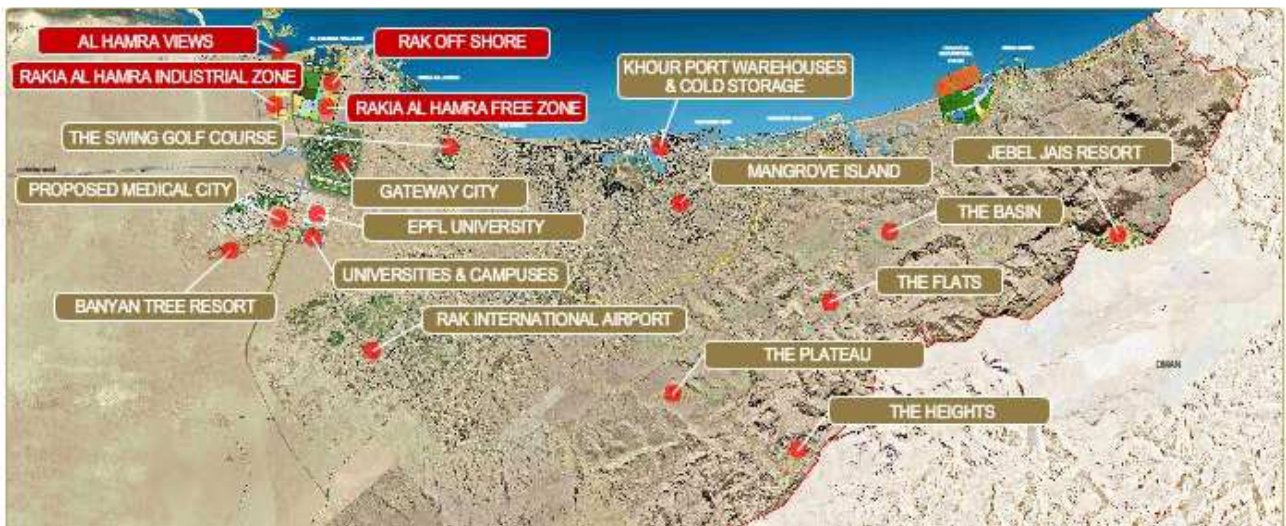 AL HAMRA VIEWS
RAK OFF SHORE
RAKIA AL HAMRA INDUSTRIAL ZONE
RAKIA AL HAMRA FREE ZONE
KHOUR PORT WAREHOUSES
& COLD STORAGE
THE SWING GOLF COURSE
JEBEL JAIS RESORT
MANGROVE ISLAND
PROPOSED MEDICAL CITY
GATEWAY CITY
THE BASIN
EPFL UNIVERSITY
UNIVERSITIES & CAMPUSES
THE FLATS
BANYAN TREE RESORT
RAK INTERNATIONAL AIRPORT
THE PLATEAU
OMAN
THE HEIGHTS